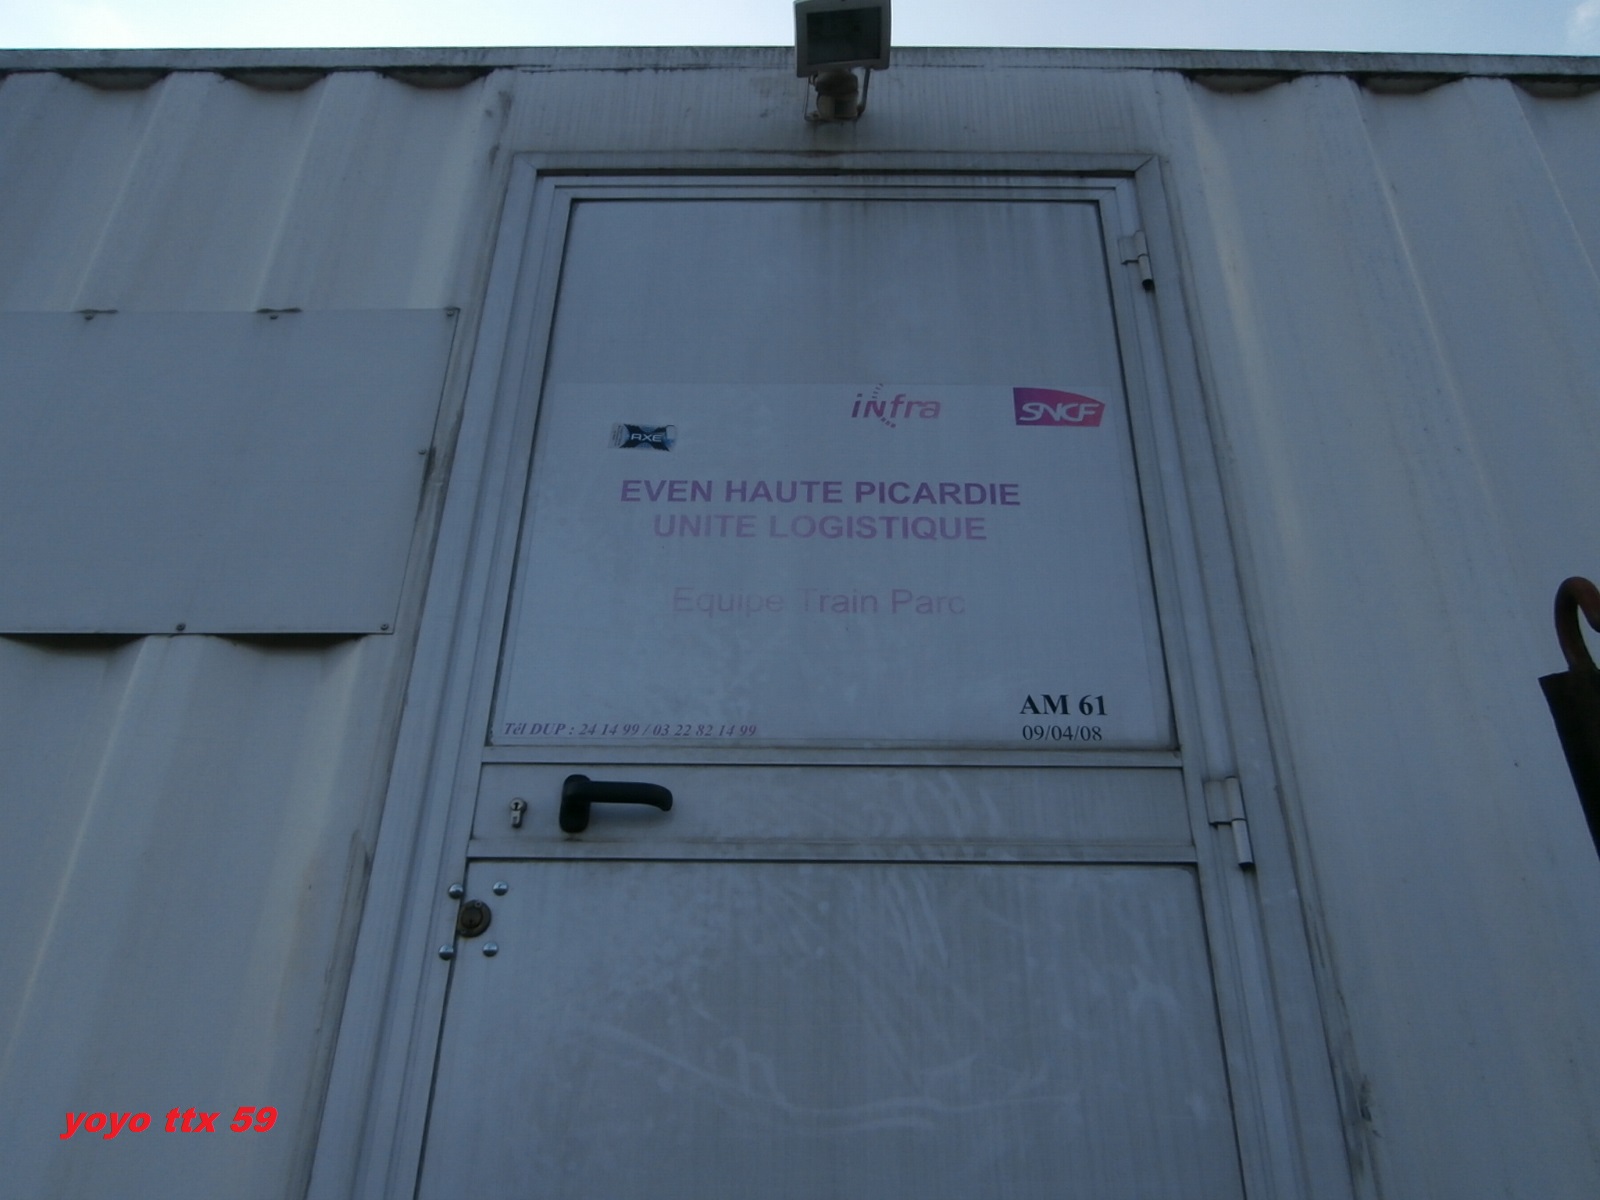 infra
SNCF
AXE
EVEN HAUTE PICARDIE
UNITE LOGISTIQUE
Equipe Train Parc
AM 61
Tél DUP : 24 14 99 / 03 22 82 14 99
09/04/08
yoyo ttx 59